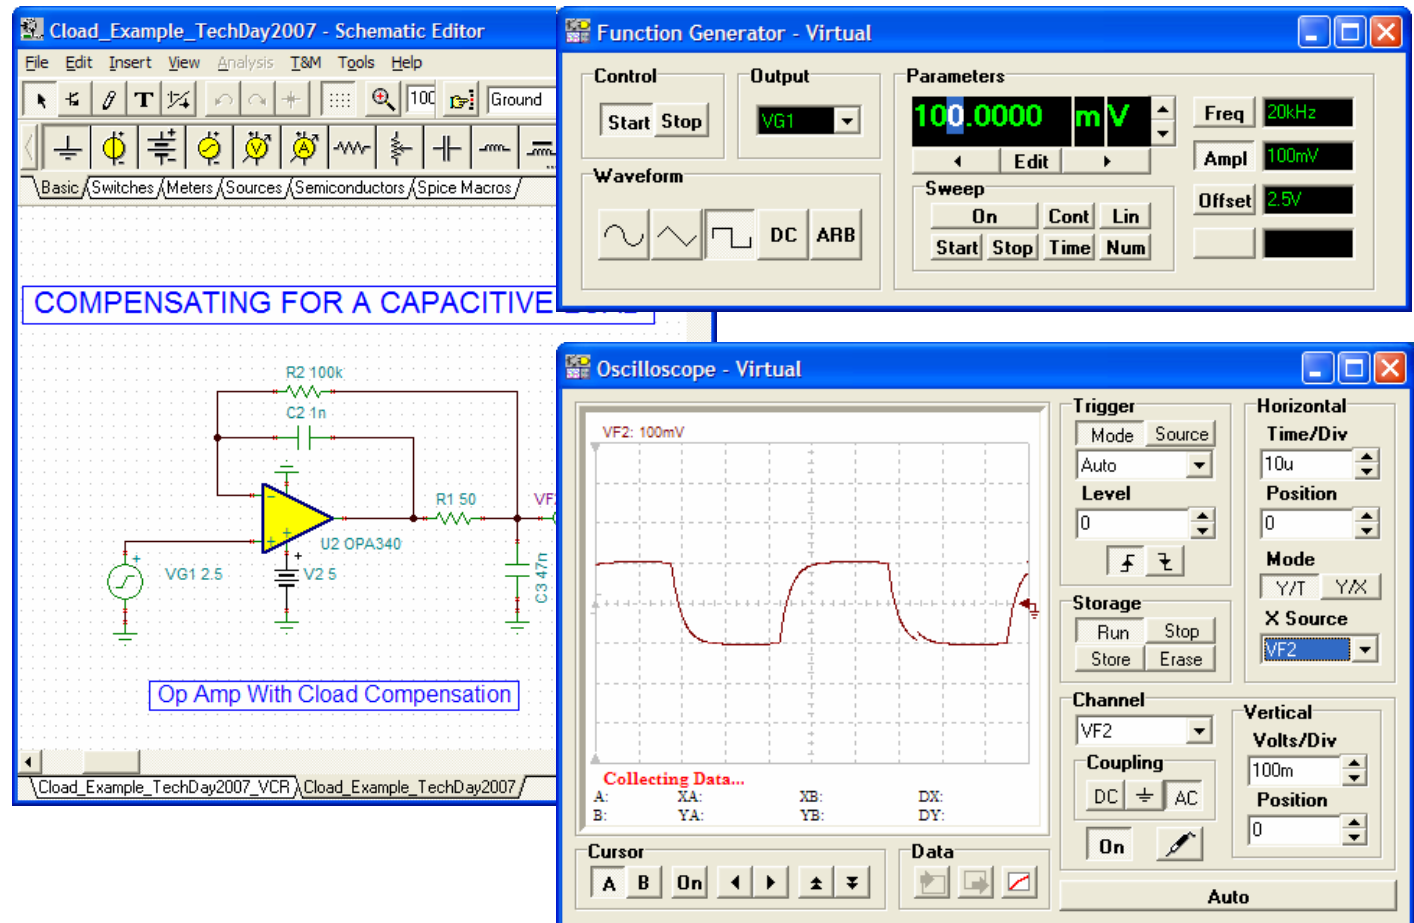 Cload_Example_TechDay2007 - Schematic Editor
File Edit Insert View Analysis T&M Tools Help
T 100 Ground
Basic Switches Meters Sources Semiconductors Spice Macros
COMPENSATING FOR A CAPACITIVE
R2 100k
C2 1n
R1 50
VF
U2 OPA340
VG1 2.5
V2 5
C3 47n
Op Amp With Cload Compensation
Cload_Example_TechDay2007_VCR Cload_Example_TechDay2007
Function Generator - Virtual
Control
Start Stop
Output
VG1
Waveform
DC ARB
Parameters
100.0000 m V
Edit
Sweep
On Cont Lin
Start Stop Time Num
Freq 20kHz
Ampl 100mV
Offset 2.5V
Oscilloscope - Virtual
VF2: 100mV
Collecting Data...
A: XA: XB: DX:
B: YA: YB: DY:
Cursor
A B On
Data
Trigger
Mode Source
Auto
Level
0
Storage
Run Stop
Store Erase
Horizontal
Time/Div
10u
Position
0
Mode
Y/T Y/X
X Source
VF2
Channel
VF2
Coupling
DC AC
On
Vertical
Volts/Div
100m
Position
0
Auto